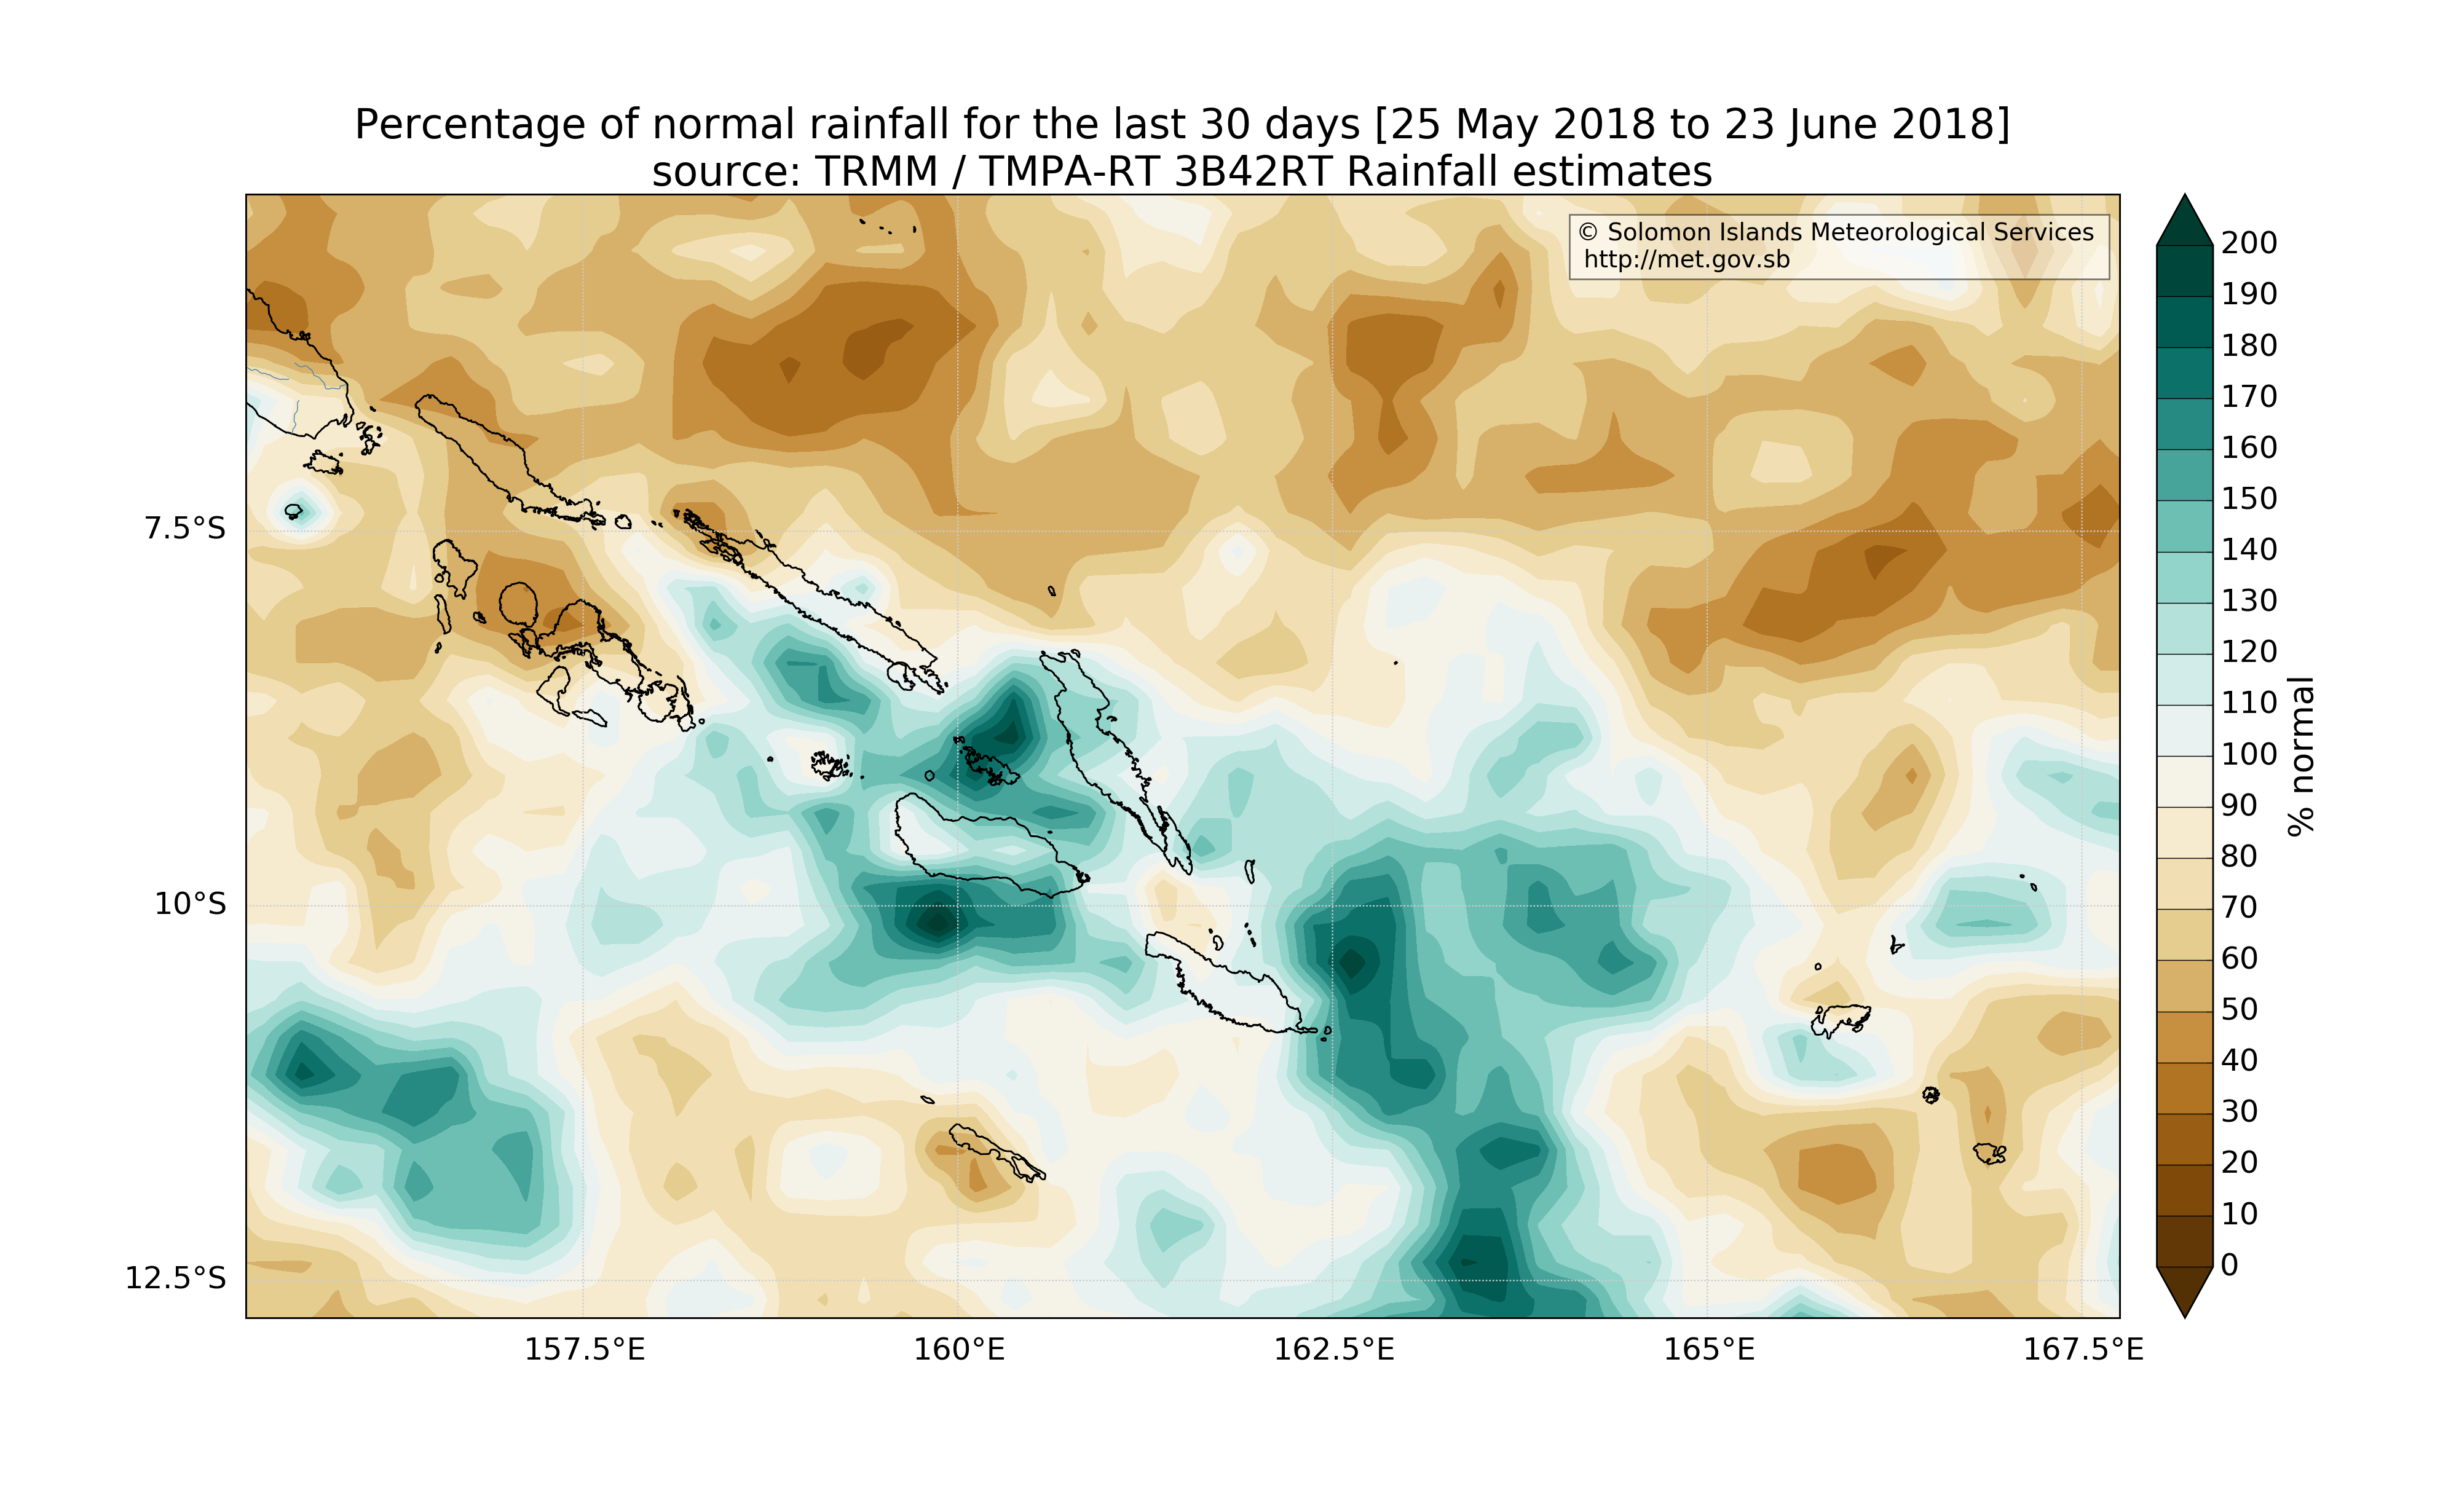 Percentage of normal rainfall for the last 30 days [25 May 2018 to 23 June 2018]
source: TRMM / TMPA-RT 3B42RT Rainfall estimates
© Solomon Islands Meteorological Services
http://met.gov.sb
7.5°S
10°S
12.5°S
157.5°E
160°E
162.5°E
165°E
167.5°E
200
190
180
170
160
150
140
130
120
110
100
90
80
70
60
50
40
30
20
10
0
% normal